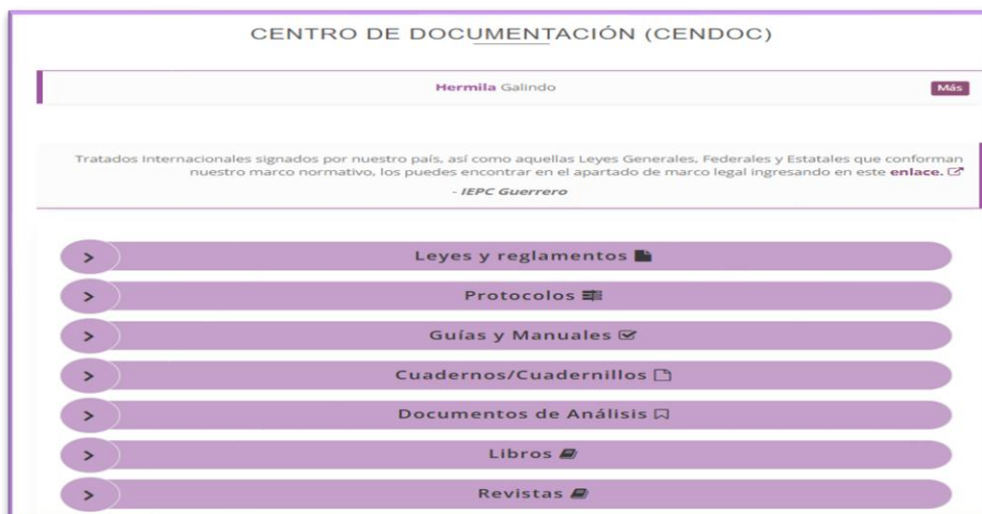 CENTRO DE DOCUMENTACIÓN (CENDOC)
Hermila Galindo
Más
Tratados Internacionales signados por nuestro país, así como aquellas Leyes Generales, Federales y Estatales que conforman
nuestro marco normativo, los puedes encontrar en el apartado de marco legal ingresando en este enlace.
- IEPC Guerrero
Leyes y reglamentos
Protocolos
Guías y Manuales
Cuadernos/Cuadernillos
Documentos de Análisis
Libros
Revistas